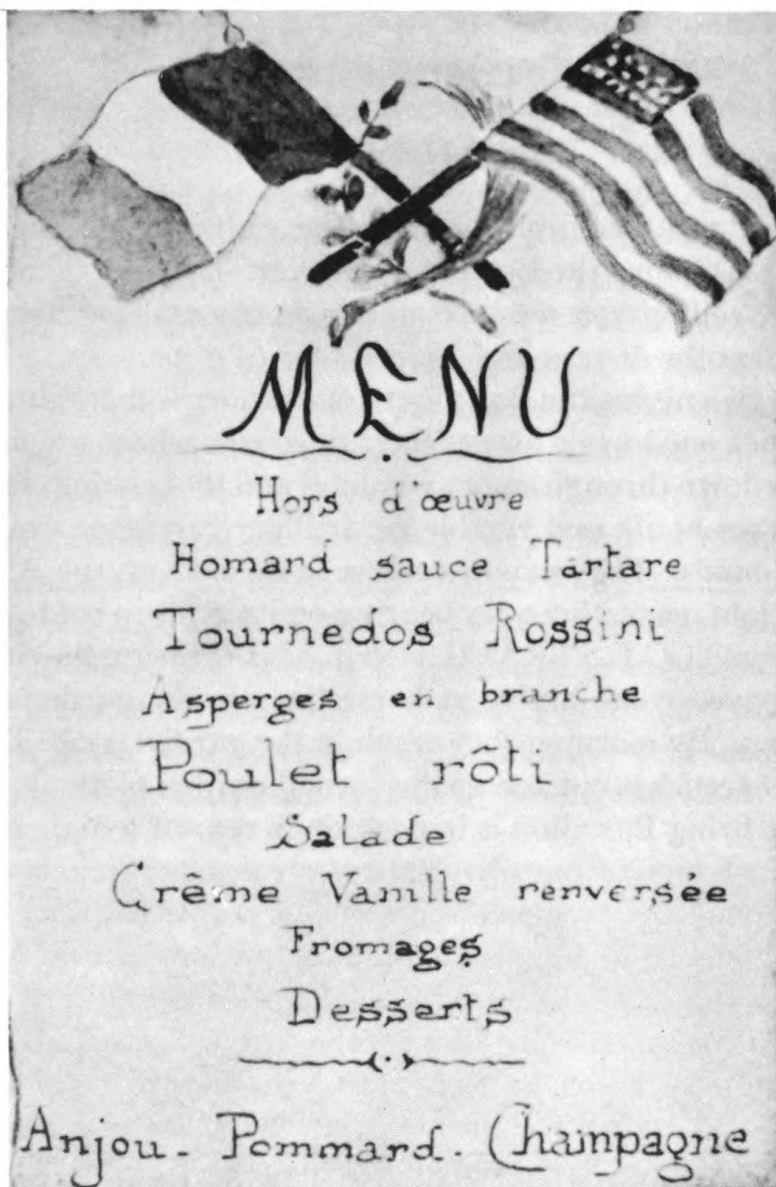 MENU
Hors d'œuvre
Homard sauce Tartare
Tournedos Rossini
Asperges en branche
Poulet rôti
Salade
Crême Vanille renversée
Fromages
Desserts
Anjou - Pommard - Champagne